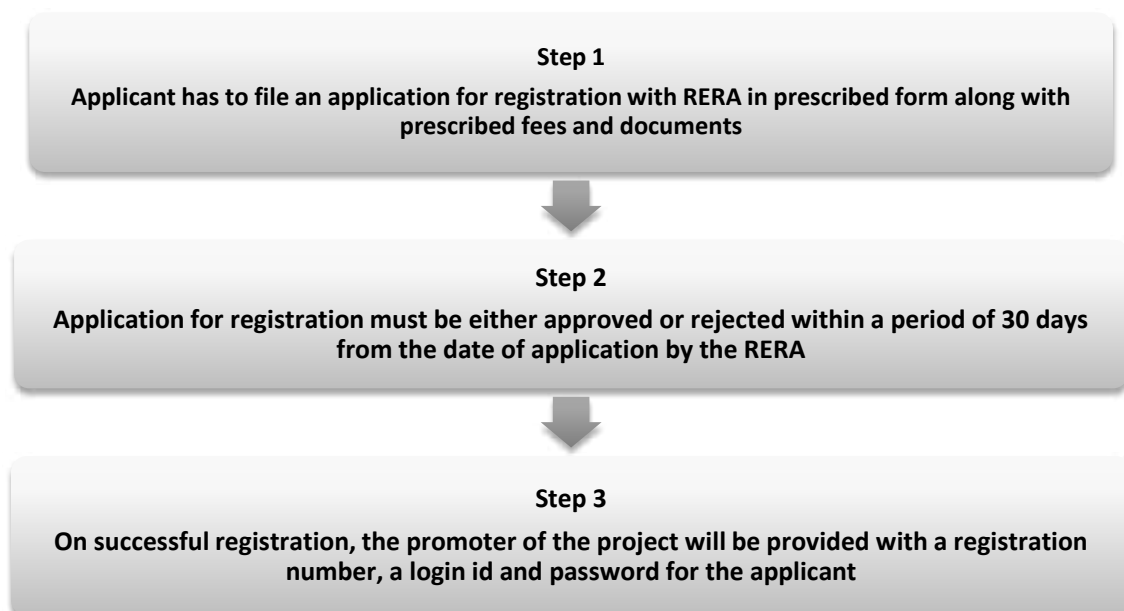 Step 1
Applicant has to file an application for registration with RERA in prescribed form along with
prescribed fees and documents
Step 2
Application for registration must be either approved or rejected within a period of 30 days
from the date of application by the RERA
Step 3
On successful registration, the promoter of the project will be provided with a registration
number, a login id and password for the applicant